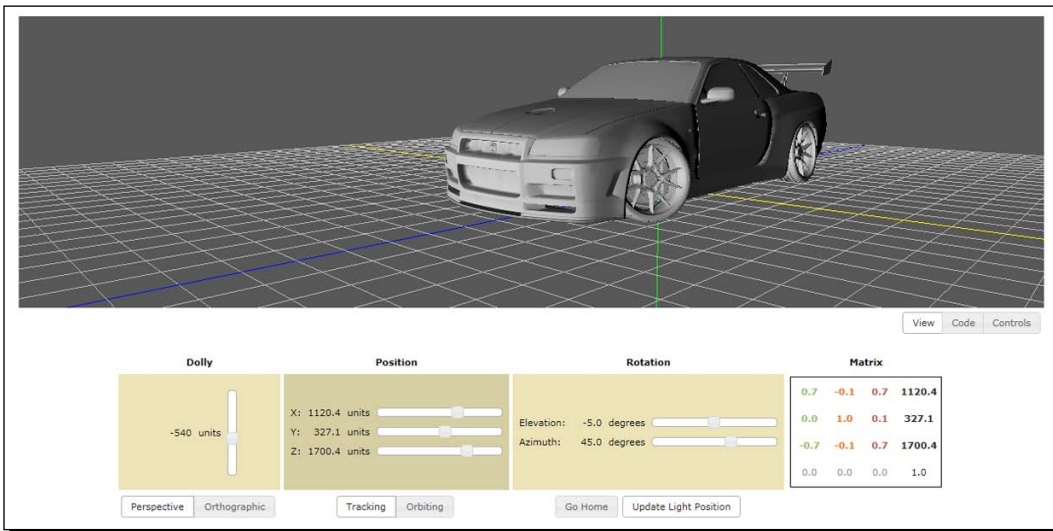 View Code Controls
Dolly Position Rotation Matrix
-540 units
X: 1120.4 units
Y: 327.1 units
Z: 1700.4 units
Elevation: -5.0 degrees
Azimuth: 45.0 degrees
0.7 -0.1 0.7 1120.4
0.0 1.0 0.1 327.1
-0.7 -0.1 0.7 1700.4
0.0 0.0 0.0 1.0
Perspective Orthographic
Tracking Orbiting
Go Home Update Light Position